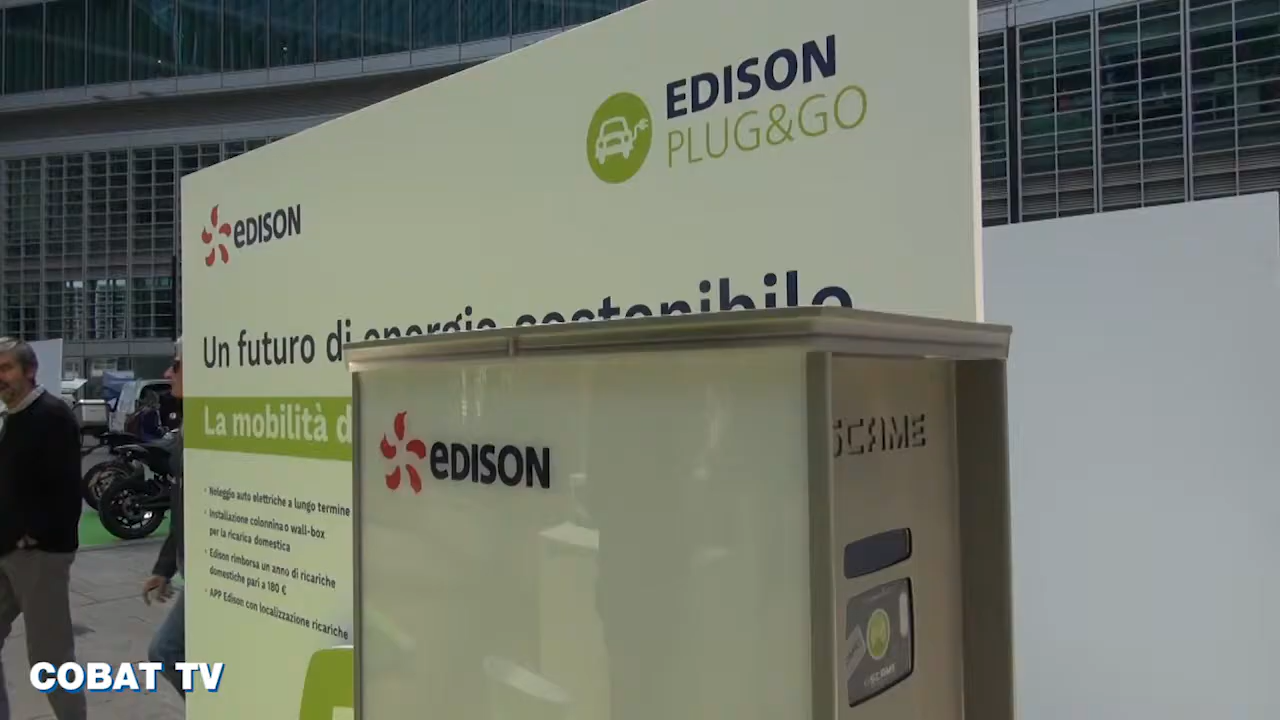 EDISON
PLUG&GO
eDISON
Un futuro di energia sostenibile
La mobilità d
eDISON
SCAME
· Noleggio auto elettriche a lungo termine
· Installazione colonnina o wall-box
per la ricarica domestica
· Edison rimborsa un anno di ricariche
domestiche pari a 180 €
· APP Edison con localizzazione ricariche
SCAME
COBAT TV